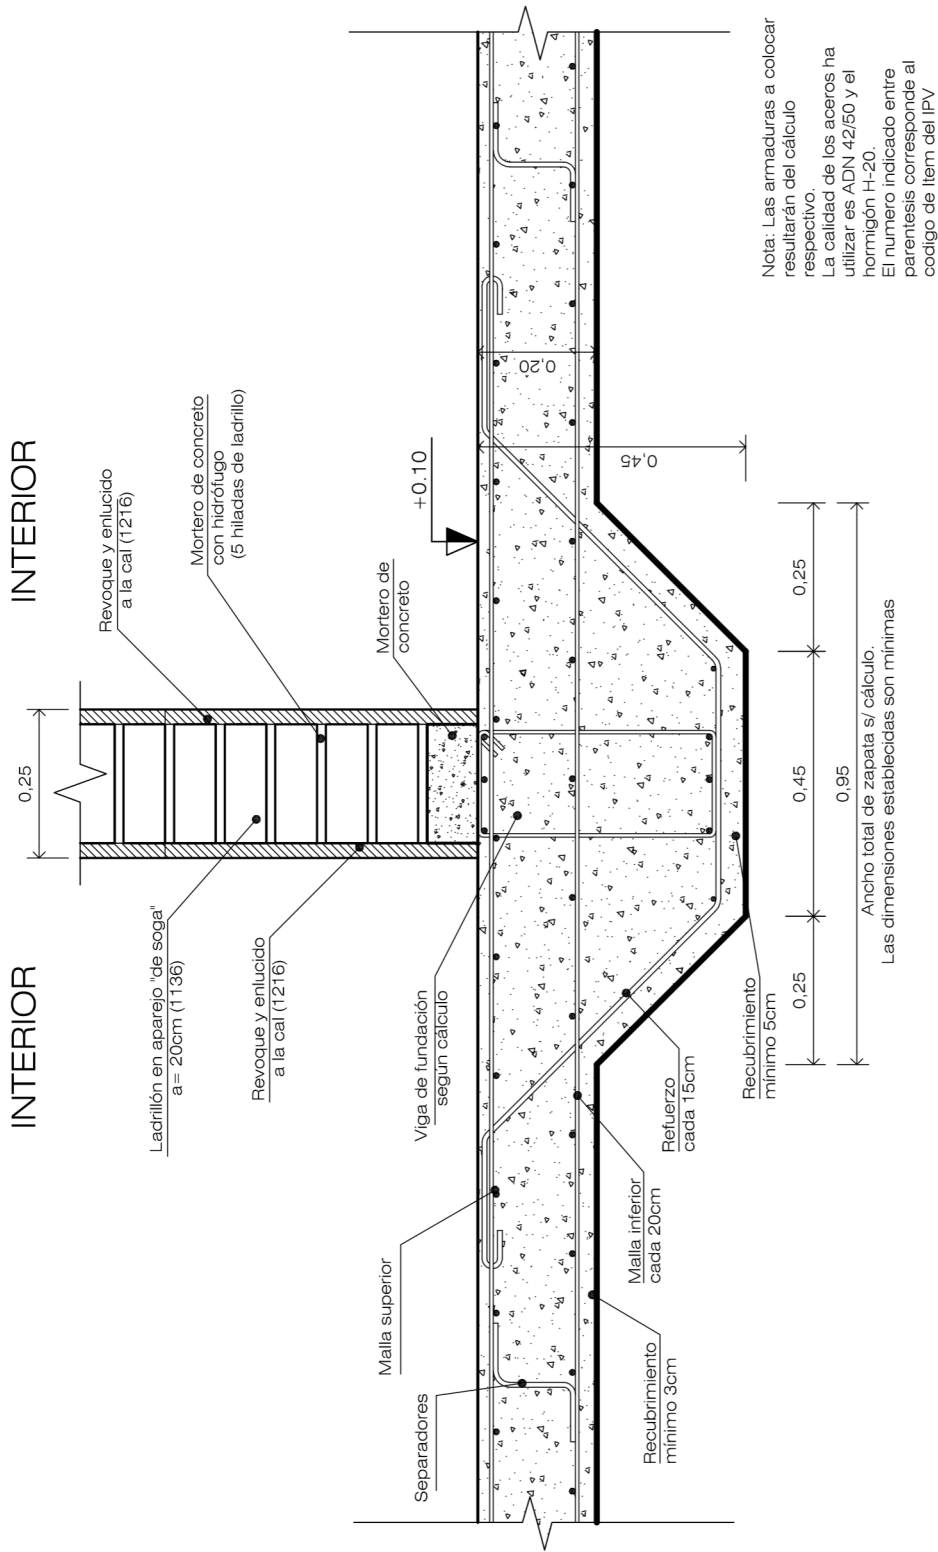 INTERIOR
INTERIOR
0,25
Ladrillón en aparejo "de soga"
a= 20cm (1136)
Revoque y enlucido
a la cal (1216)
Revoque y enlucido
a la cal (1216)
Mortero de concreto
con hidrófugo
(5 hiladas de ladrillo)
Mortero de
concreto
+0.10
Viga de fundación
según cálculo
Malla superior
Separadores
0,20
0,45
Recubrimiento
mínimo 3cm
Malla inferior
cada 20cm
Refuerzo
cada 15cm
Recubrimiento
mínimo 5cm
0,25
0,45
0,25
0,95
Ancho total de zapata s/ cálculo.
Las dimensiones establecidas son mínimas
Nota: Las armaduras a colocar
resultarán del cálculo
respectivo.
La calidad de los aceros ha
utilizar es ADN 42/50 y el
hormigón H-20.
El numero indicado entre
parentesis corresponde al
codigo de Item del IPV